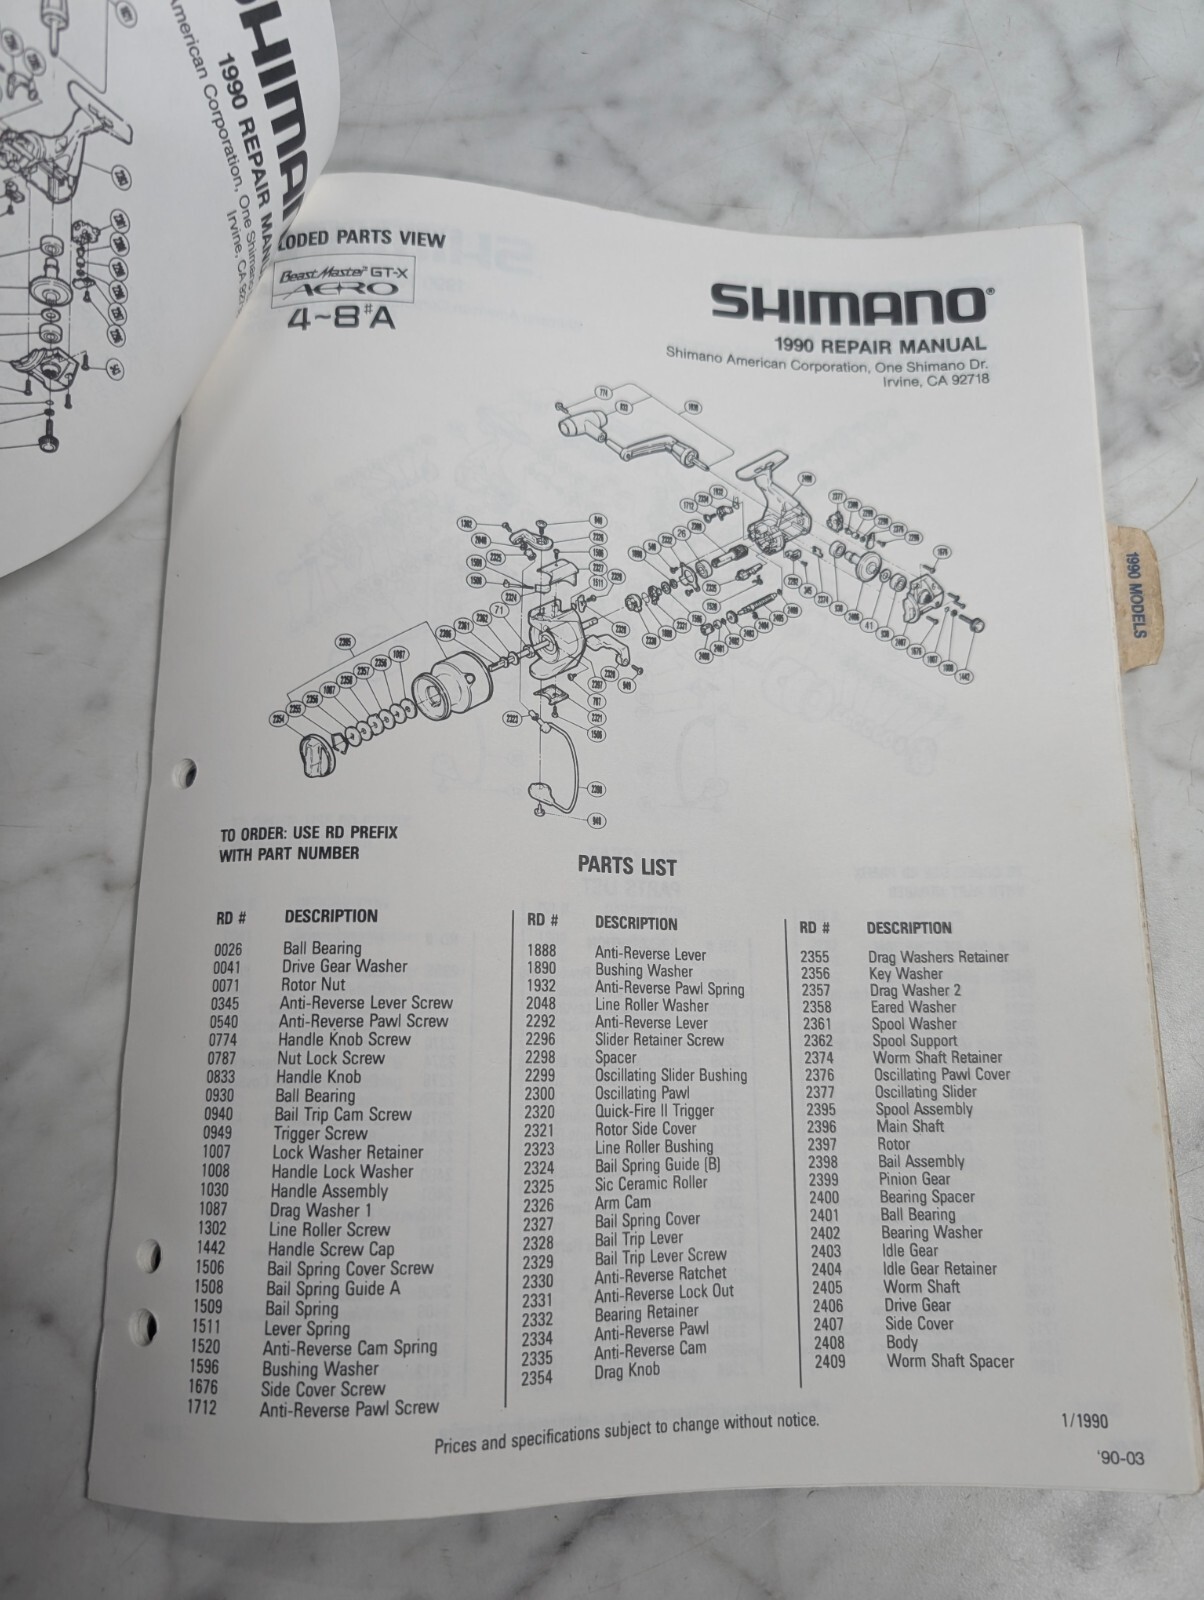 SHIMA
1990 REPAIR MAN
American Corporation, One Shimano
Irvine, CA
LODED PARTS VIEW
Beast Master GT-X
AERO
4~8#A
SHIMANO®
1990 REPAIR MANUAL
Shimano American Corporation, One Shimano Dr.
Irvine, CA 92718
1990 MODELS
TO ORDER: USE RD PREFIX
WITH PART NUMBER
PARTS LIST
RD # DESCRIPTION
0026 Ball Bearing
0041 Drive Gear Washer
0071 Rotor Nut
0345 Anti-Reverse Lever Screw
0540 Anti-Reverse Pawl Screw
0774 Handle Knob Screw
0787 Nut Lock Screw
0833 Handle Knob
0930 Ball Bearing
0940 Bail Trip Cam Screw
0949 Trigger Screw
1007 Lock Washer Retainer
1008 Handle Lock Washer
1030 Handle Assembly
1087 Drag Washer 1
1302 Line Roller Screw
1442 Handle Screw Cap
1506 Bail Spring Cover Screw
1508 Bail Spring Guide A
1509 Bail Spring
1511 Lever Spring
1520 Anti-Reverse Cam Spring
1596 Bushing Washer
1676 Side Cover Screw
1712 Anti-Reverse Pawl Screw
RD # DESCRIPTION
1888 Anti-Reverse Lever
1890 Bushing Washer
1932 Anti-Reverse Pawl Spring
2048 Line Roller Washer
2292 Anti-Reverse Lever
2296 Slider Retainer Screw
2298 Spacer
2299 Oscillating Slider Bushing
2300 Oscillating Pawl
2320 Quick-Fire II Trigger
2321 Rotor Side Cover
2323 Line Roller Bushing
2324 Bail Spring Guide (B)
2325 Sic Ceramic Roller
2326 Arm Cam
2327 Bail Spring Cover
2328 Bail Trip Lever
2329 Bail Trip Lever Screw
2330 Anti-Reverse Ratchet
2331 Anti-Reverse Lock Out
2332 Bearing Retainer
2334 Anti-Reverse Pawl
2335 Anti-Reverse Cam
2354 Drag Knob
RD # DESCRIPTION
2355 Drag Washers Retainer
2356 Key Washer
2357 Drag Washer 2
2358 Eared Washer
2361 Spool Washer
2362 Spool Support
2374 Worm Shaft Retainer
2376 Oscillating Pawl Cover
2377 Oscillating Slider
2395 Spool Assembly
2396 Main Shaft
2397 Rotor
2398 Bail Assembly
2399 Pinion Gear
2400 Bearing Spacer
2401 Ball Bearing
2402 Bearing Washer
2403 Idle Gear
2404 Idle Gear Retainer
2405 Worm Shaft
2406 Drive Gear
2407 Side Cover
2408 Body
2409 Worm Shaft Spacer
Prices and specifications subject to change without notice.
1/1990
'90-03